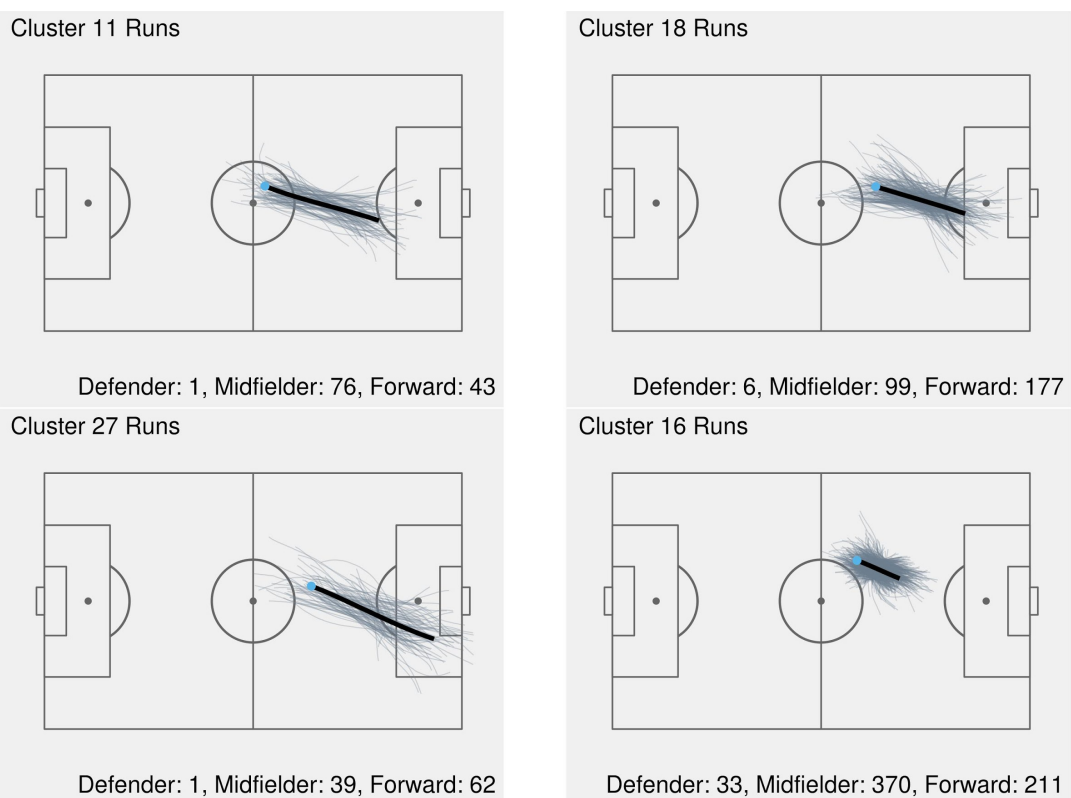 Cluster 11 Runs
Defender: 1, Midfielder: 76, Forward: 43
Cluster 18 Runs
Defender: 6, Midfielder: 99, Forward: 177
Cluster 27 Runs
Defender: 1, Midfielder: 39, Forward: 62
Cluster 16 Runs
Defender: 33, Midfielder: 370, Forward: 211